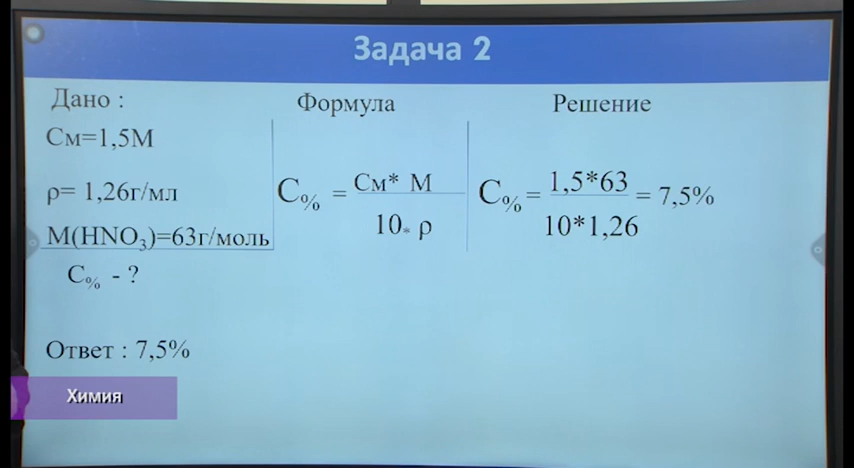 Задача 2
Дано :
Формула
Решение
См=1,5М
ρ= 1,26г/мл
М(HNO₃)=63г/моль
С% - ?
С% = См* М / 10* ρ
С% = 1,5*63 / 10*1,26 = 7,5%
Ответ : 7,5%
Химия